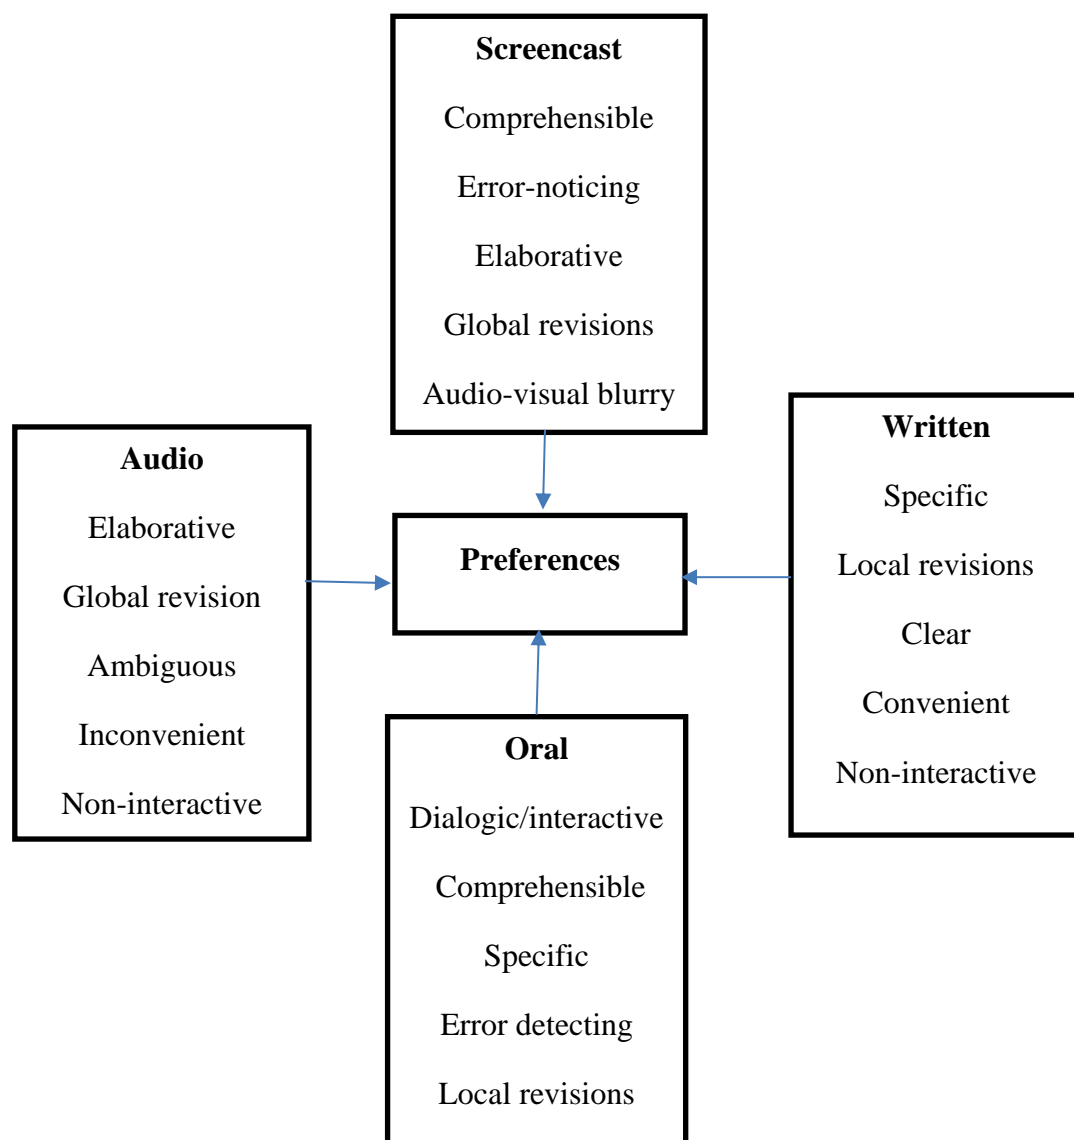 Screencast
Comprehensible
Error-noticing
Elaborative
Global revisions
Audio-visual blurry
Audio
Elaborative
Global revision
Ambiguous
Inconvenient
Non-interactive
Preferences
Written
Specific
Local revisions
Clear
Convenient
Non-interactive
Oral
Dialogic/interactive
Comprehensible
Specific
Error detecting
Local revisions